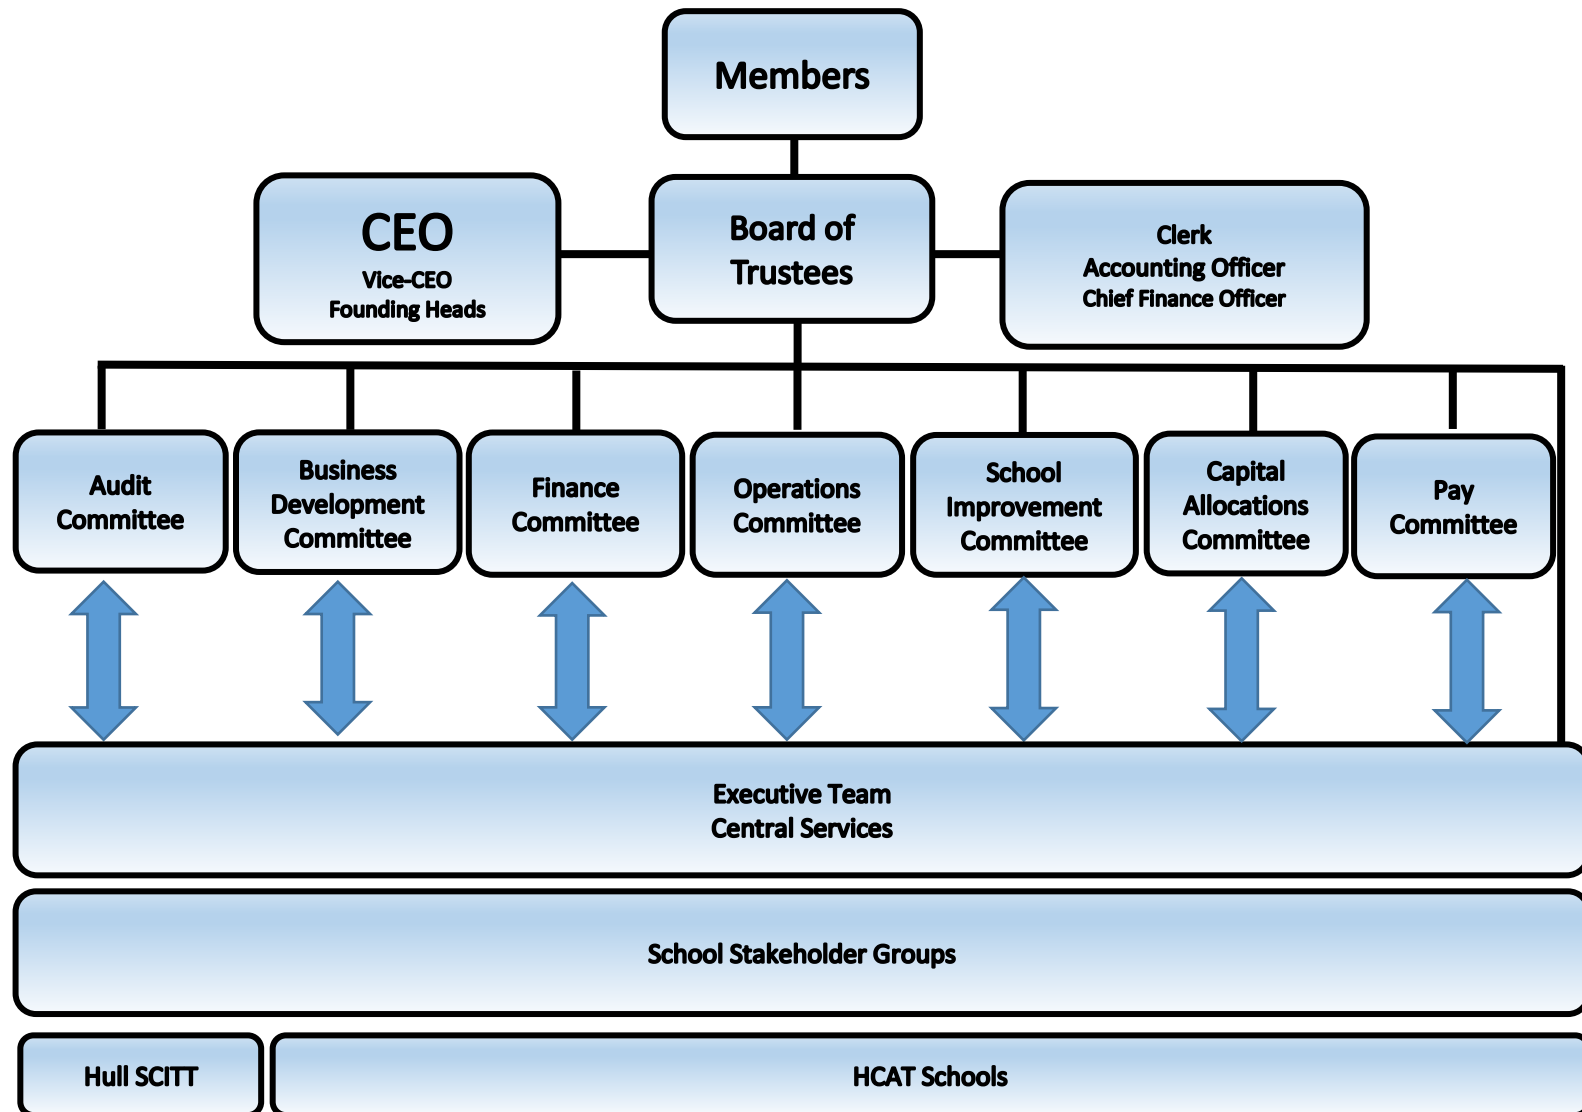 Members
CEO
Vice-CEO
Founding Heads
Board of
Trustees
Clerk
Accounting Officer
Chief Finance Officer
Audit
Committee
Business
Development
Committee
Finance
Committee
Operations
Committee
School
Improvement
Committee
Capital
Allocations
Committee
Pay
Committee
Executive Team
Central Services
School Stakeholder Groups
Hull SCITT
HCAT Schools